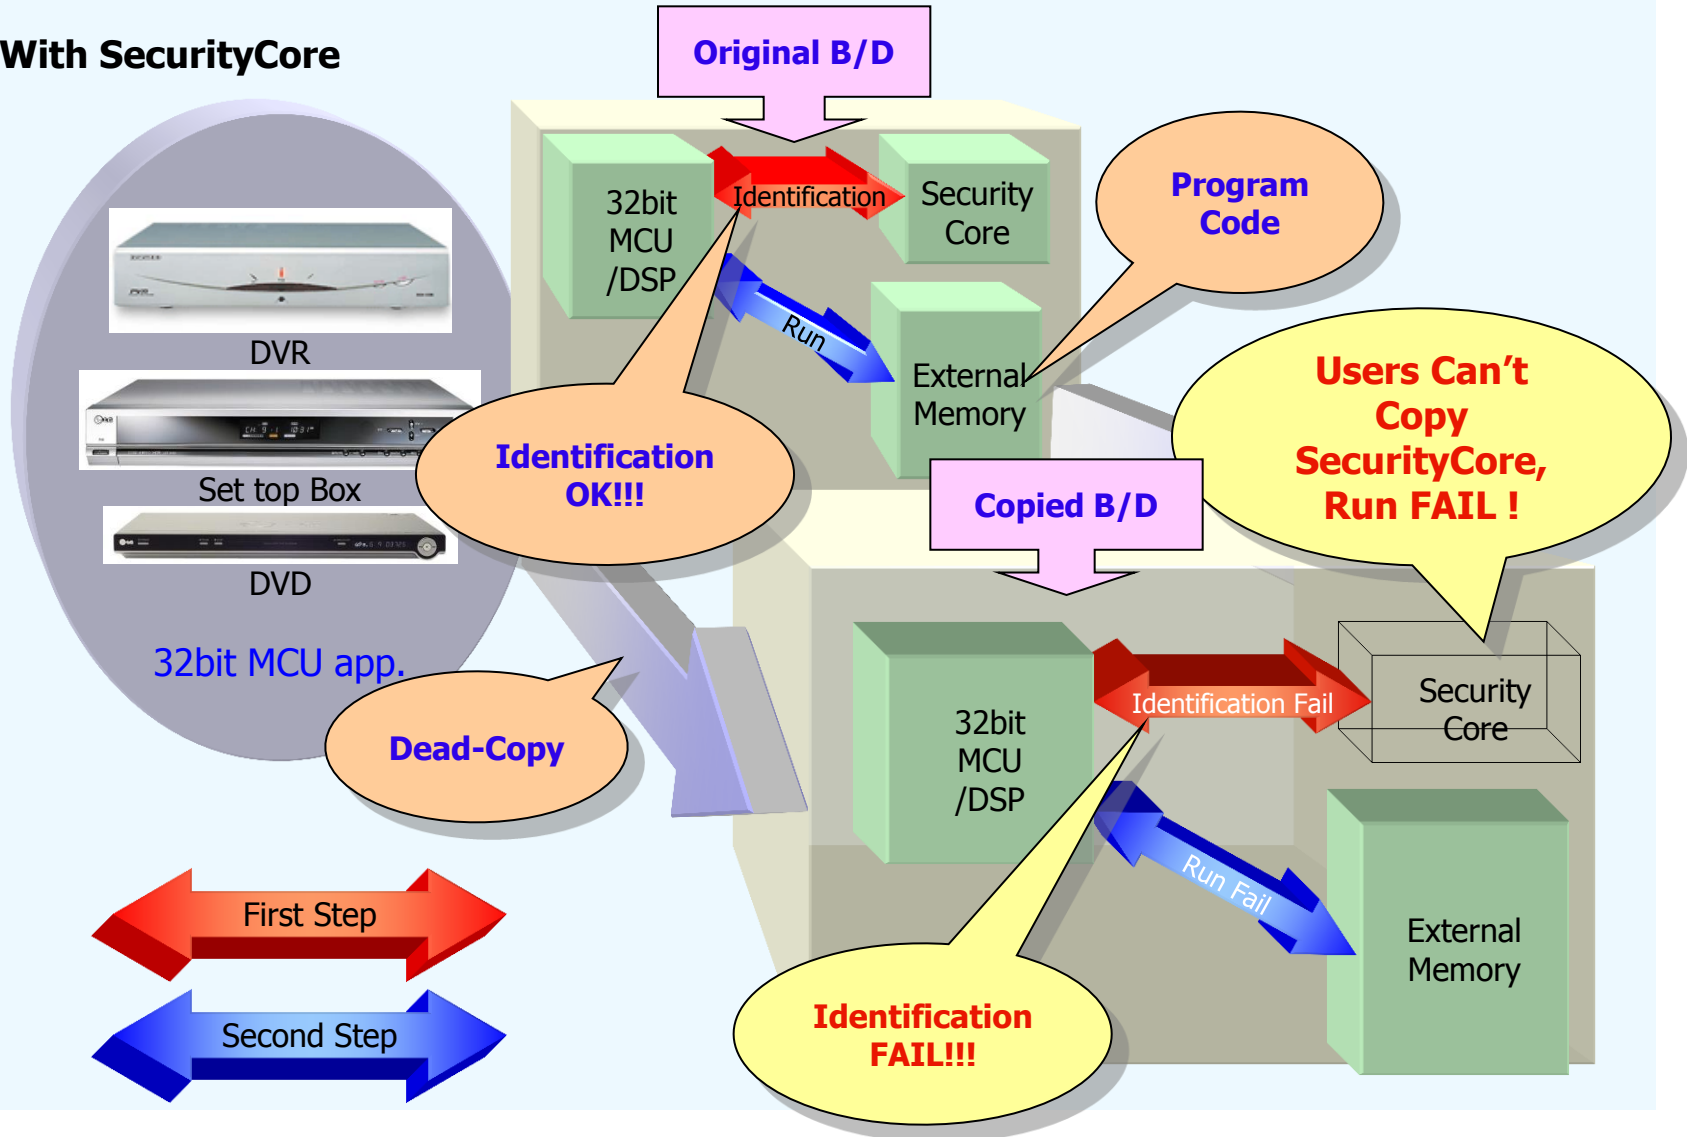 With SecurityCore
Original B/D
32bit
MCU
/DSP
Identification
Security
Core
Program
Code
Run
External
Memory
DVR
Set top Box
DVD
32bit MCU app.
Identification
OK!!!
Users Can’t
Copy
SecurityCore,
Run FAIL !
Copied B/D
Dead-Copy
32bit
MCU
/DSP
Identification Fail
Security
Core
Run Fail
External
Memory
Identification
FAIL!!!
First Step
Second Step